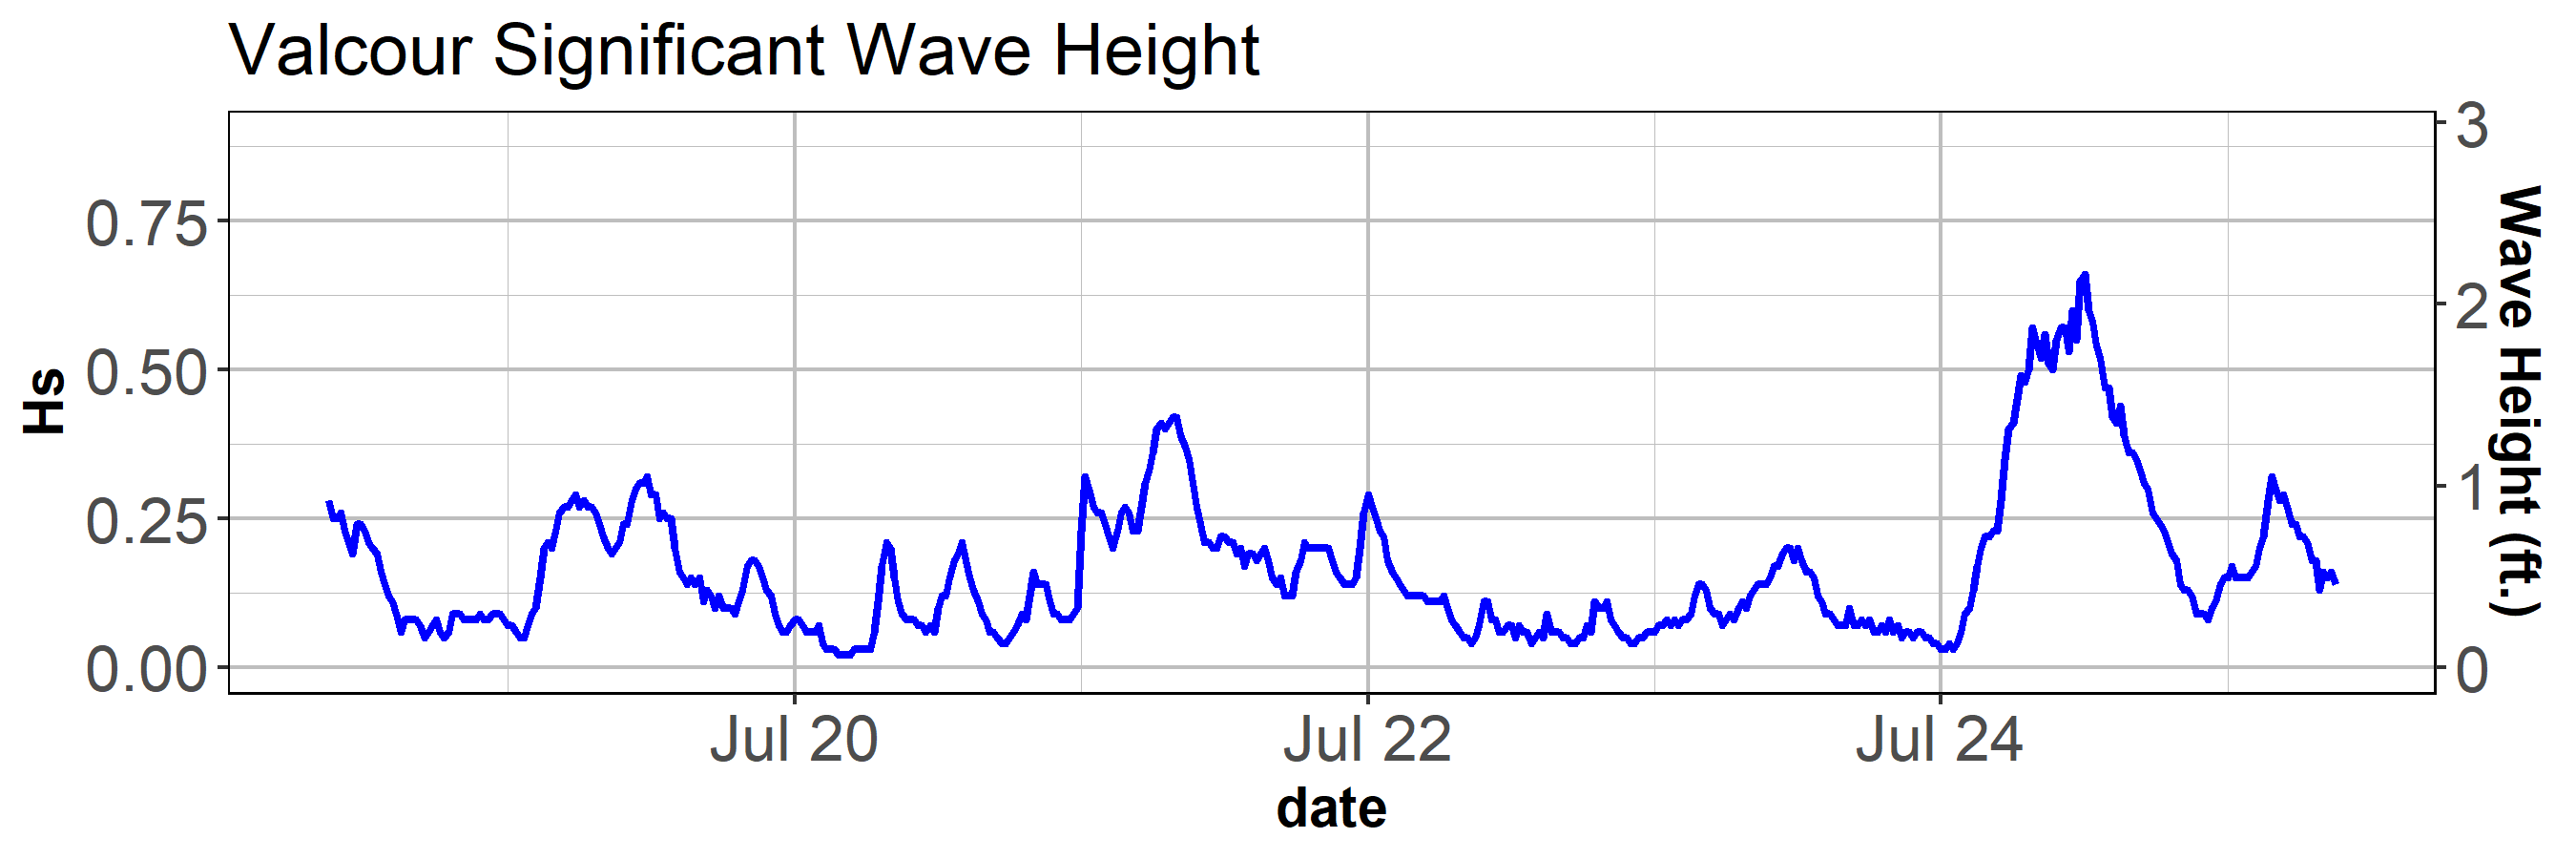 Valcour Significant Wave Height
Hs
0.75
0.50
0.25
0.00
3
2
1
0
Wave Height (ft.)
Jul 20
Jul 22
Jul 24
date